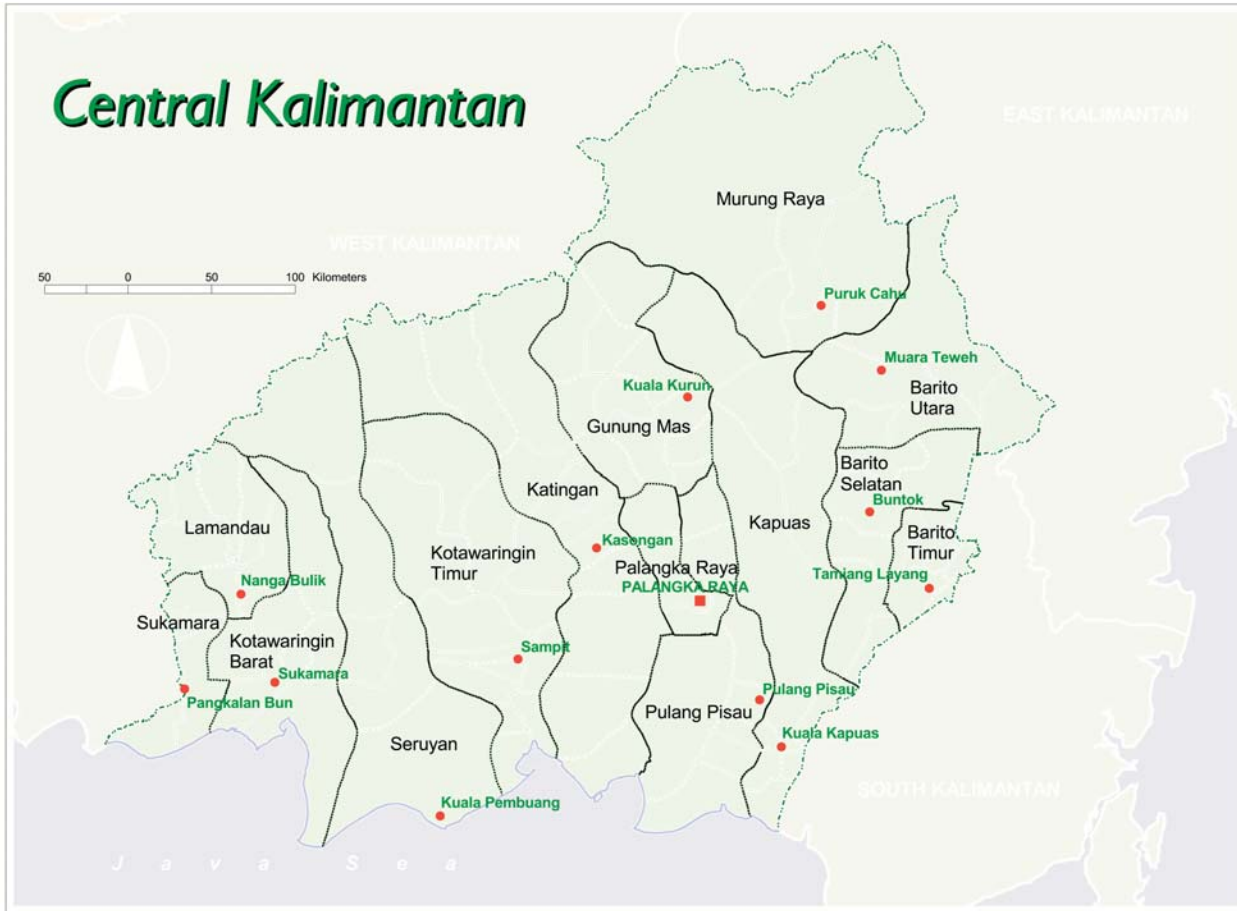 Central Kalimantan
EAST KALIMANTAN
Murung Raya
WEST KALIMANTAN
50 0 50 100 Kilometers
Puruk Cahu
Muara Teweh
Barito
Utara
Kuala Kurun
Gunung Mas
Barito
Selatan
Buntok
Katingan
Kapuas
Lamandau
Kotawaringin
Timur
Kasongan
Barito
Timur
Palangka Raya
PALANGKA RAYA
Tamiang Layang
Nanga Bulik
Sukamara
Kotawaringin
Barat
Sampit
Sukamara
Pangkalan Bun
Pulang Pisau
Pulang Pisau
Kuala Kapuas
Seruyan
Kuala Pembuang
SOUTH KALIMANTAN
Java Sea